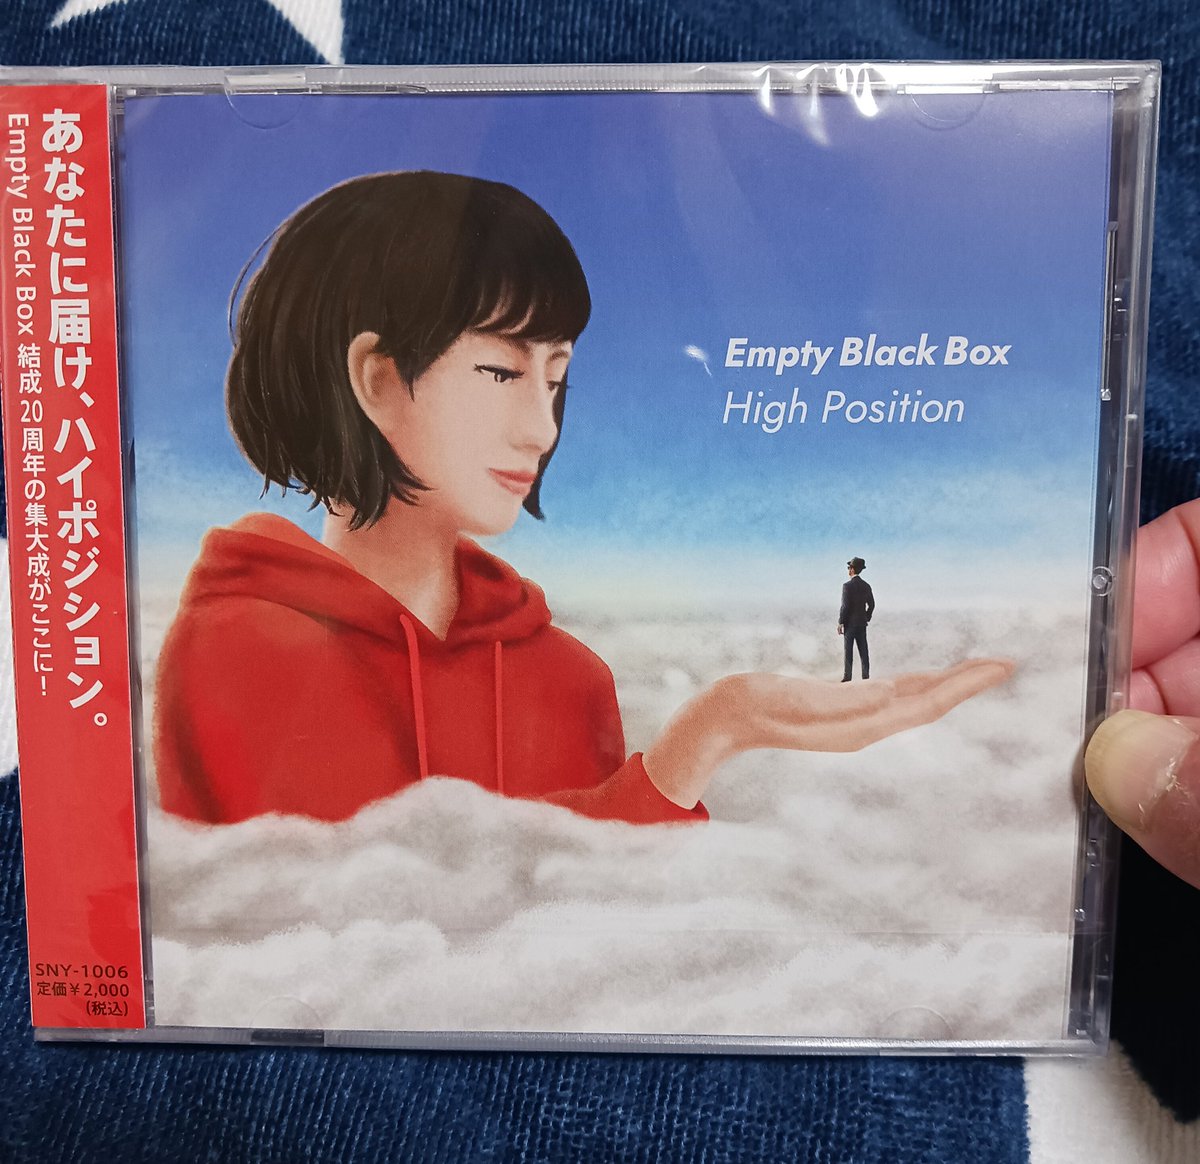 あなたに届け、ハイポジション。
Empty Black Box 結成20周年の集大成がここに！
SNY-1006
定価￥2,000
(税込)
Empty Black Box
High Position